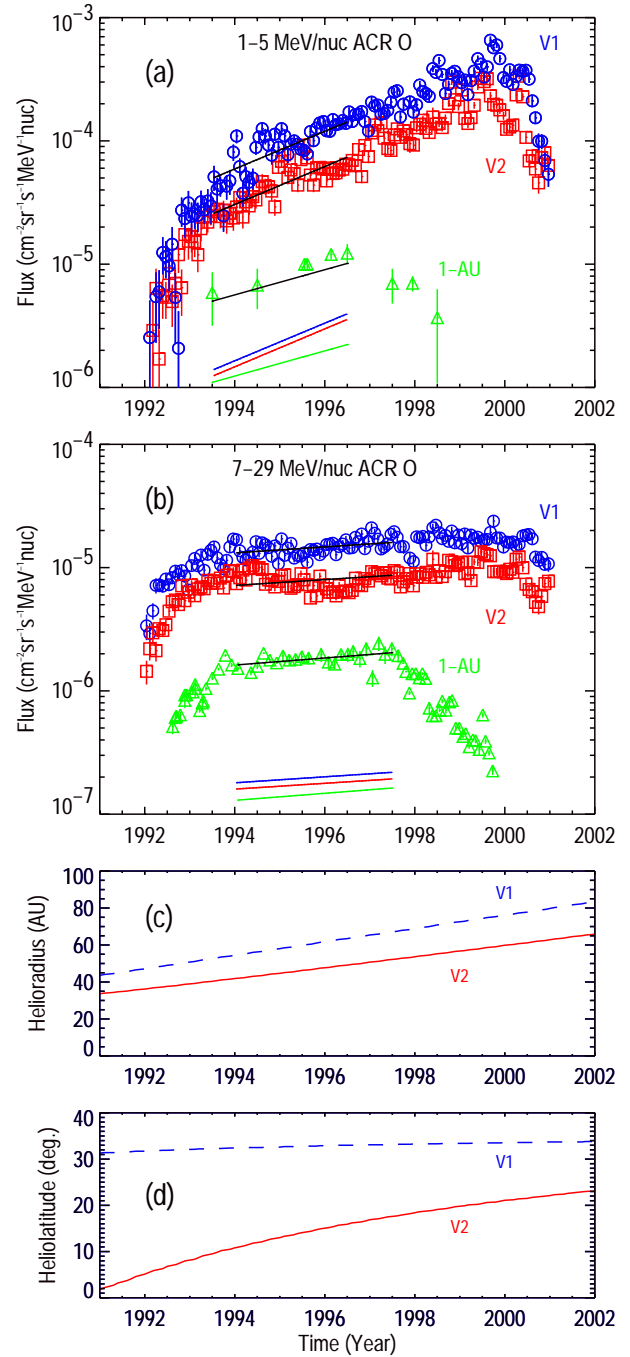 10⁻³
(a)
1–5 MeV/nuc ACR O
V1
10⁻⁴
V2
10⁻⁵
1–AU
10⁻⁶
Flux (cm⁻²sr⁻¹s⁻¹MeV⁻¹nuc)
1992 1994 1996 1998 2000 2002
10⁻⁴
(b)
7–29 MeV/nuc ACR O
V1
10⁻⁵
V2
1–AU
10⁻⁶
10⁻⁷
Flux (cm⁻²sr⁻¹s⁻¹MeV⁻¹nuc)
1992 1994 1996 1998 2000 2002
100
80
60
40
20
0
Helioradius (AU)
(c)
V1
V2
1992 1994 1996 1998 2000 2002
40
30
20
10
0
Heliolatitude (deg.)
(d)
V1
V2
1992 1994 1996 1998 2000 2002
Time (Year)